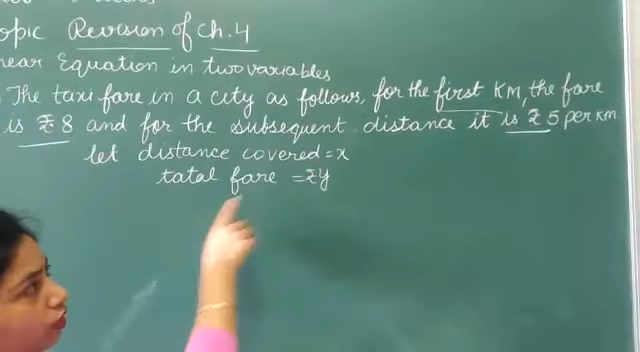 opic Revision of Ch.4
near Equation in two variables
The taxi fare in a city as follows, for the first Km, the fare
is ₹8 and for the subsequent distance it is ₹5 per km
let distance covered = x
tatal fare = ₹y